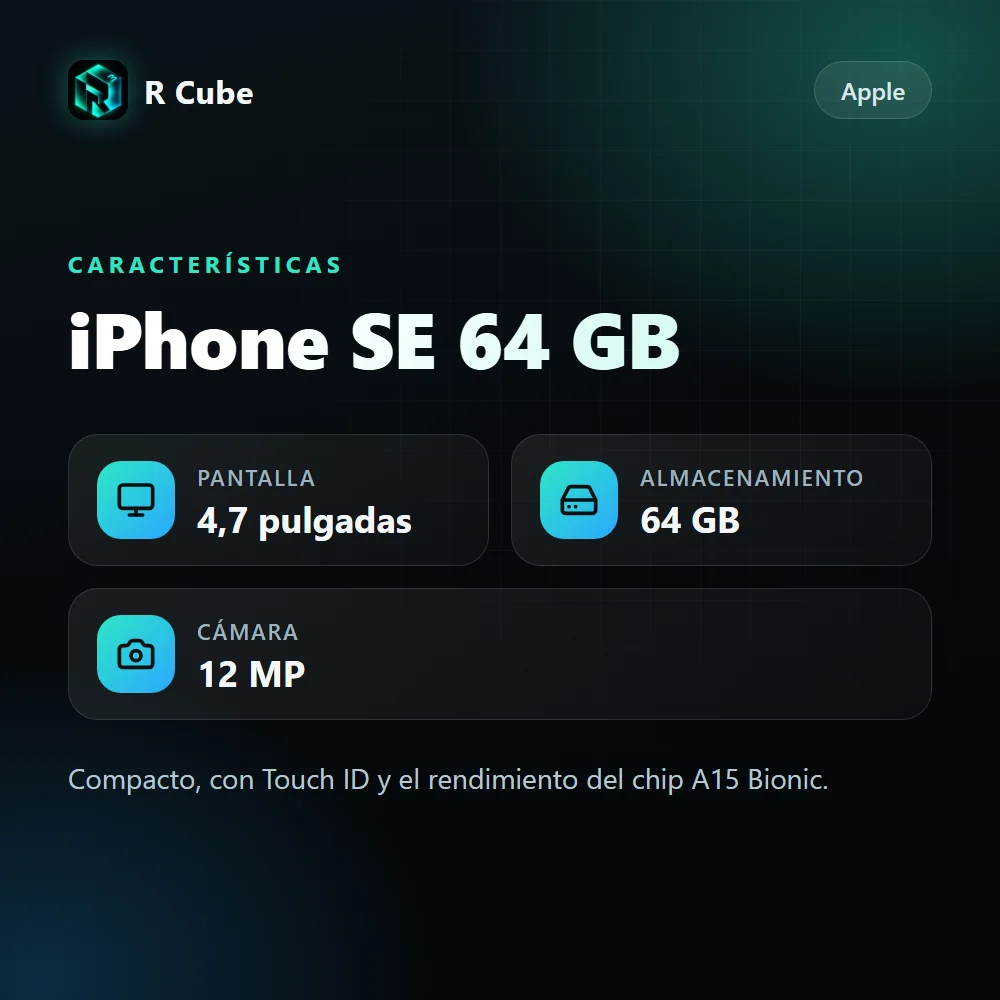 R Cube
Apple
CARACTERÍSTICAS
iPhone SE 64 GB
PANTALLA
4,7 pulgadas
ALMACENAMIENTO
64 GB
CÁMARA
12 MP
Compacto, con Touch ID y el rendimiento del chip A15 Bionic.